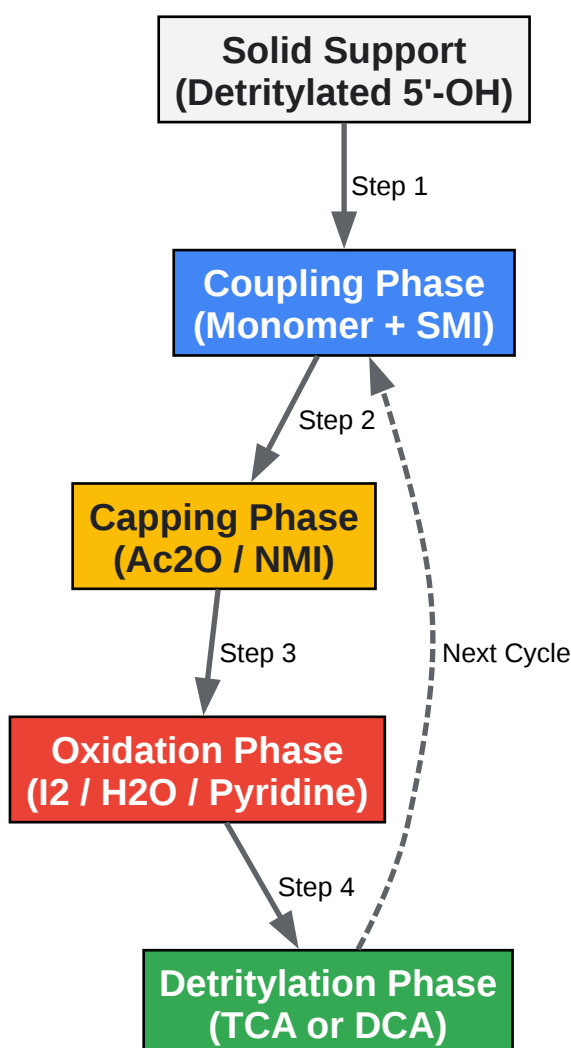 Solid Support
(Detritylated 5'-OH)
Step 1
Coupling Phase
(Monomer + SMI)
Step 2
Capping Phase
(Ac2O / NMI)
Step 3
Next Cycle
Oxidation Phase
(I2 / H2O / Pyridine)
Step 4
Detritylation Phase
(TCA or DCA)